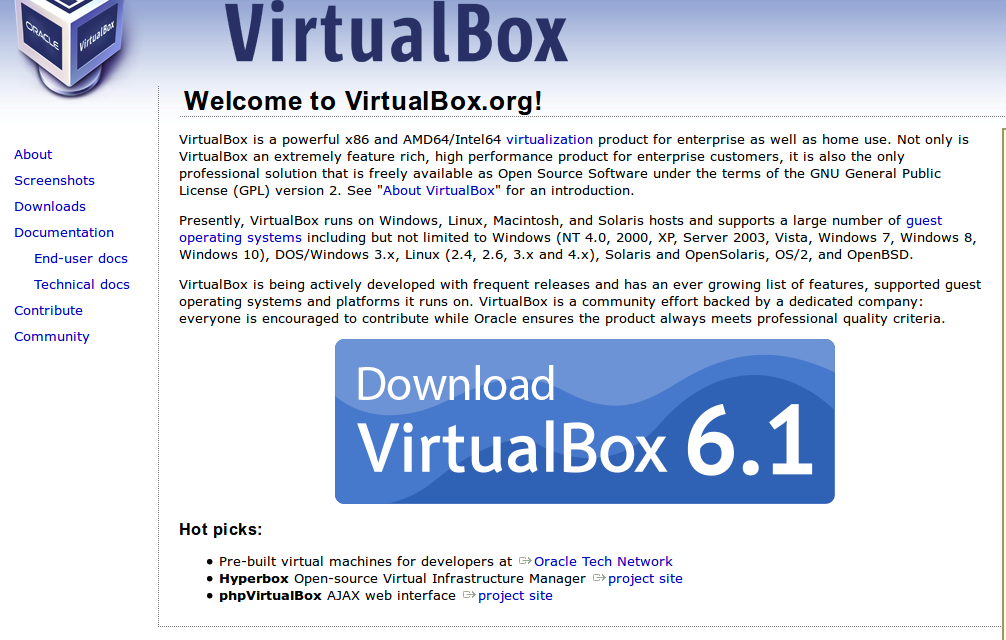 ORACLE
VirtualBox
VirtualBox
Welcome to VirtualBox.org!
VirtualBox is a powerful x86 and AMD64/Intel64 virtualization product for enterprise as well as home use. Not only is
VirtualBox an extremely feature rich, high performance product for enterprise customers, it is also the only
professional solution that is freely available as Open Source Software under the terms of the GNU General Public
License (GPL) version 2. See "About VirtualBox" for an introduction.
About
Screenshots
Downloads
Documentation
End-user docs
Technical docs
Contribute
Community
Presently, VirtualBox runs on Windows, Linux, Macintosh, and Solaris hosts and supports a large number of guest
operating systems including but not limited to Windows (NT 4.0, 2000, XP, Server 2003, Vista, Windows 7, Windows 8,
Windows 10), DOS/Windows 3.x, Linux (2.4, 2.6, 3.x and 4.x), Solaris and OpenSolaris, OS/2, and OpenBSD.
VirtualBox is being actively developed with frequent releases and has an ever growing list of features, supported guest
operating systems and platforms it runs on. VirtualBox is a community effort backed by a dedicated company:
everyone is encouraged to contribute while Oracle ensures the product always meets professional quality criteria.
Download
VirtualBox 6.1
Hot picks:
• Pre-built virtual machines for developers at Oracle Tech Network
• Hyperbox Open-source Virtual Infrastructure Manager project site
• phpVirtualBox AJAX web interface project site